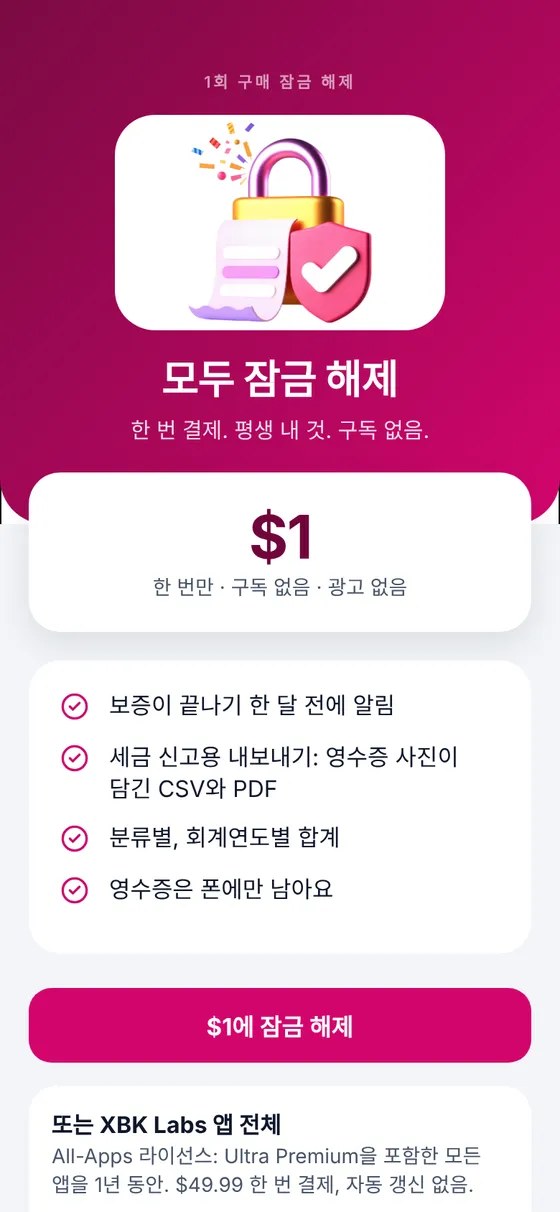 1회 구매 잠금 해제
모두 잠금 해제
한 번 결제. 평생 내 것. 구독 없음.
$1
한 번만 · 구독 없음 · 광고 없음
보증이 끝나기 한 달 전에 알림
세금 신고용 내보내기: 영수증 사진이
담긴 CSV와 PDF
분류별, 회계연도별 합계
영수증은 폰에만 남아요
$1에 잠금 해제
또는 XBK Labs 앱 전체
All-Apps 라이선스: Ultra Premium을 포함한 모든
앱을 1년 동안. $49.99 한 번 결제, 자동 갱신 없음.